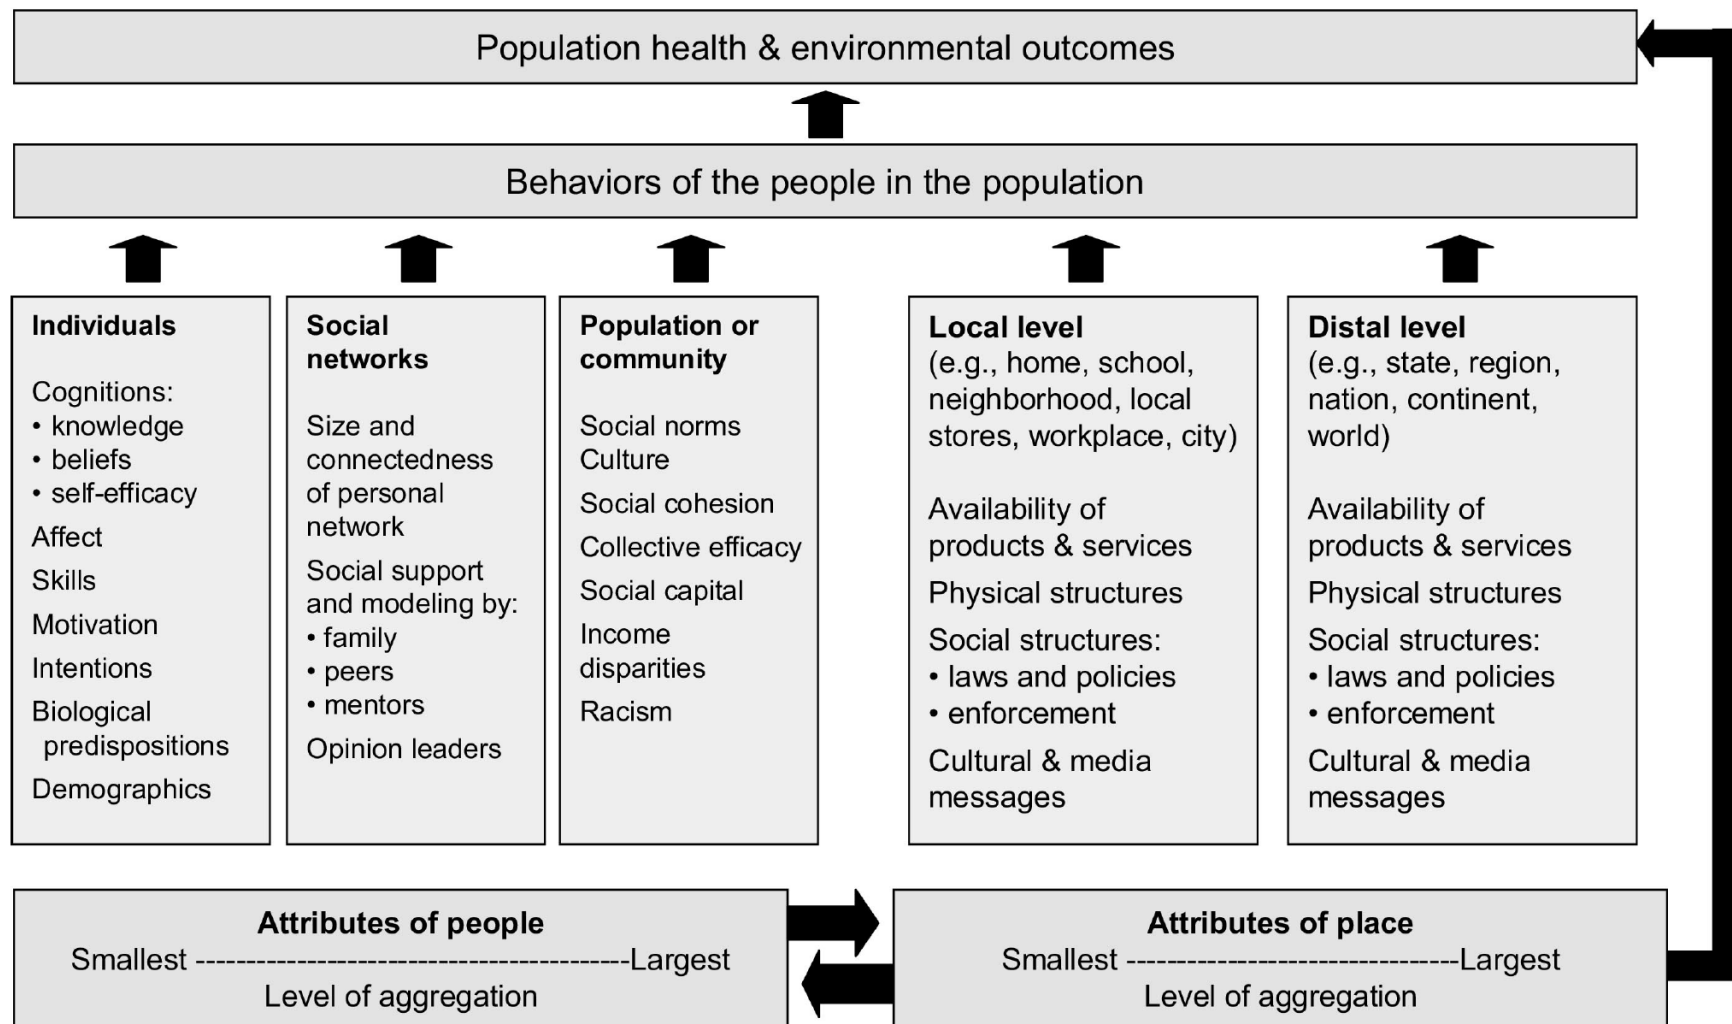 Population health & environmental outcomes
Behaviors of the people in the population
Individuals
Cognitions:
• knowledge
• beliefs
• self-efficacy
Affect
Skills
Motivation
Intentions
Biological
predispositions
Demographics
Social
networks
Size and
connectedness
of personal
network
Social support
and modeling by:
• family
• peers
• mentors
Opinion leaders
Population or
community
Social norms
Culture
Social cohesion
Collective efficacy
Social capital
Income
disparities
Racism
Local level
(e.g., home, school,
neighborhood, local
stores, workplace, city)
Availability of
products & services
Physical structures
Social structures:
• laws and policies
• enforcement
Cultural & media
messages
Distal level
(e.g., state, region,
nation, continent,
world)
Availability of
products & services
Physical structures
Social structures:
• laws and policies
• enforcement
Cultural & media
messages
Attributes of people
Smallest -------------------------------------------Largest
Level of aggregation
Attributes of place
Smallest ---------------------------------Largest
Level of aggregation